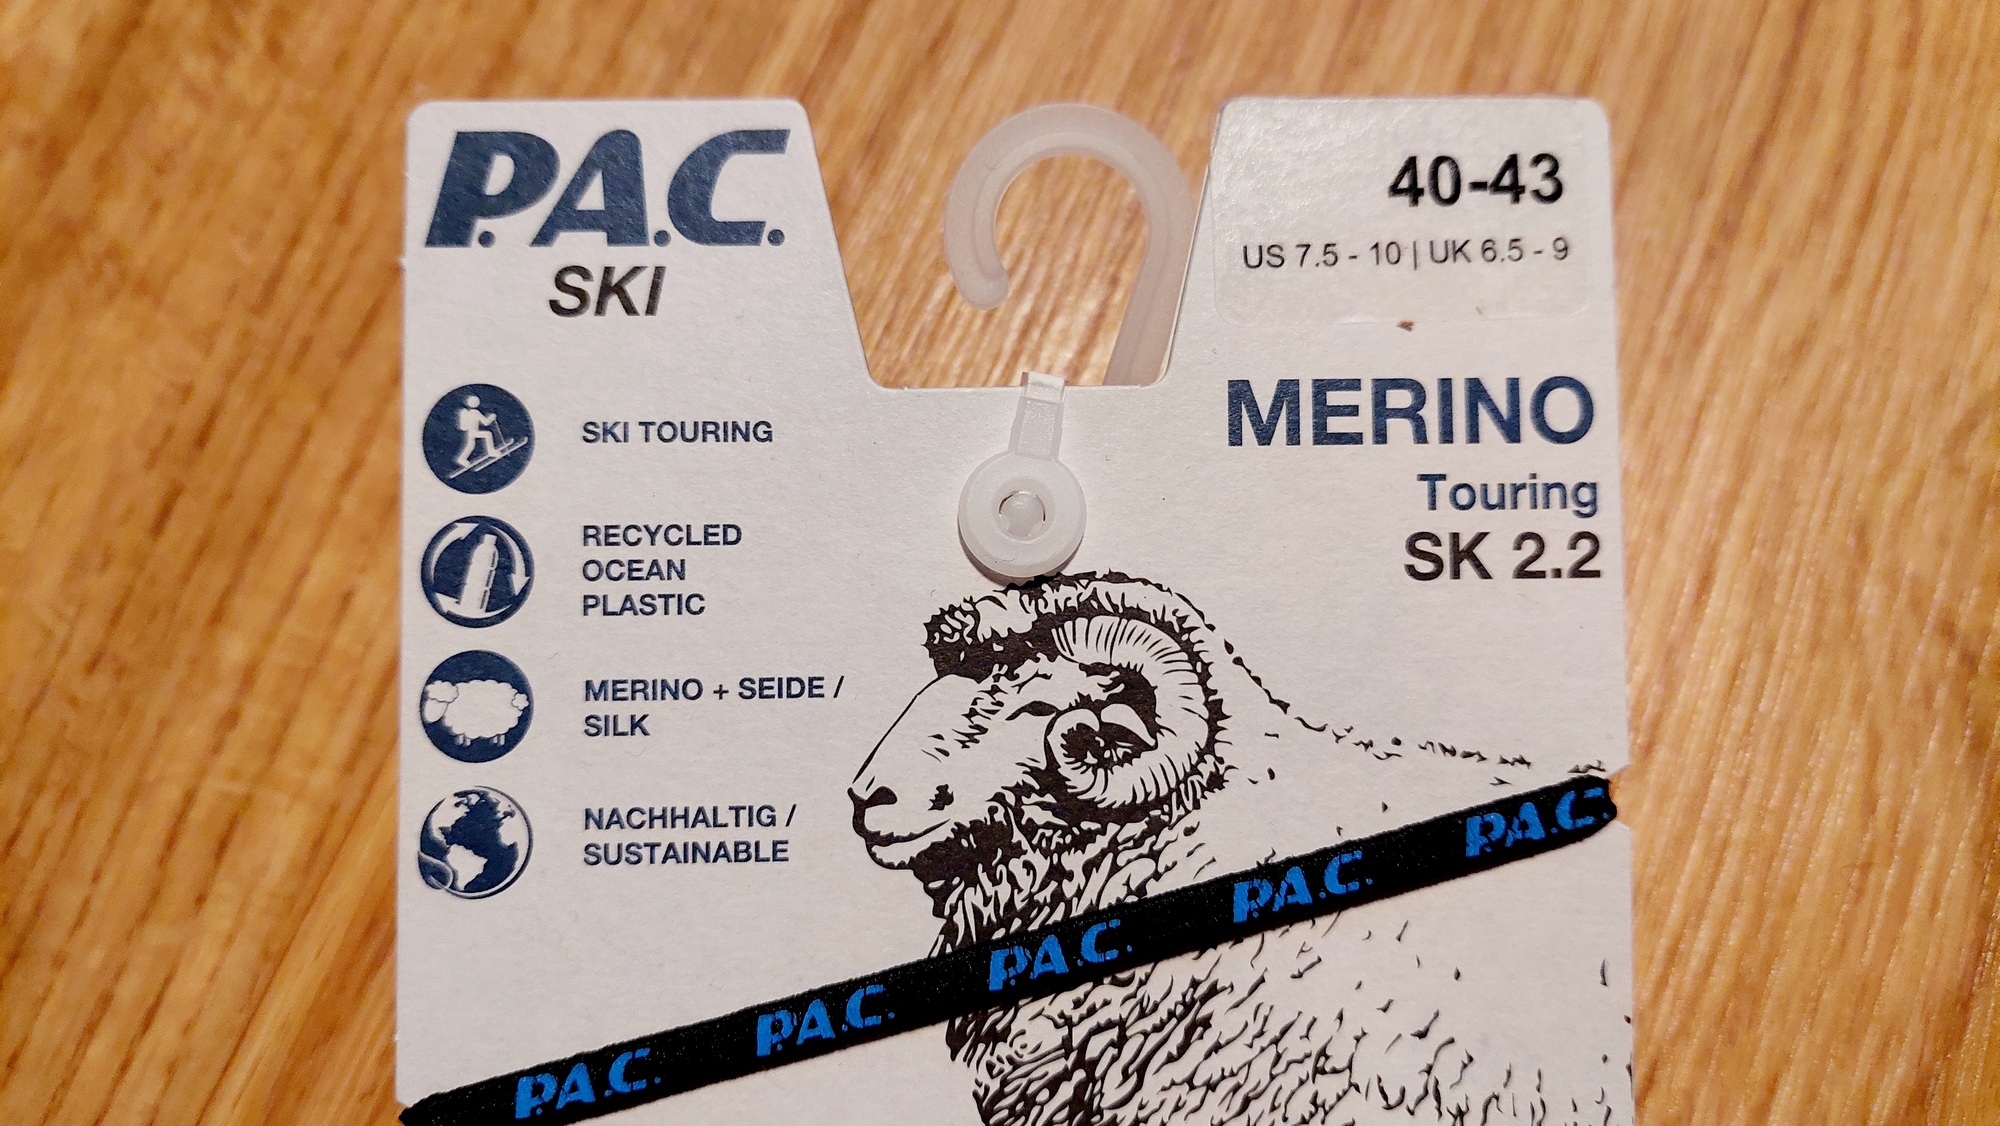 P.A.C.
SKI
40-43
US 7.5 - 10 | UK 6.5 - 9
SKI TOURING
RECYCLED
OCEAN
PLASTIC
MERINO + SEIDE /
SILK
NACHHALTIG /
SUSTAINABLE
MERINO
Touring
SK 2.2
P.A.C. P.A.C. P.A.C. P.A.C. P.A.C.